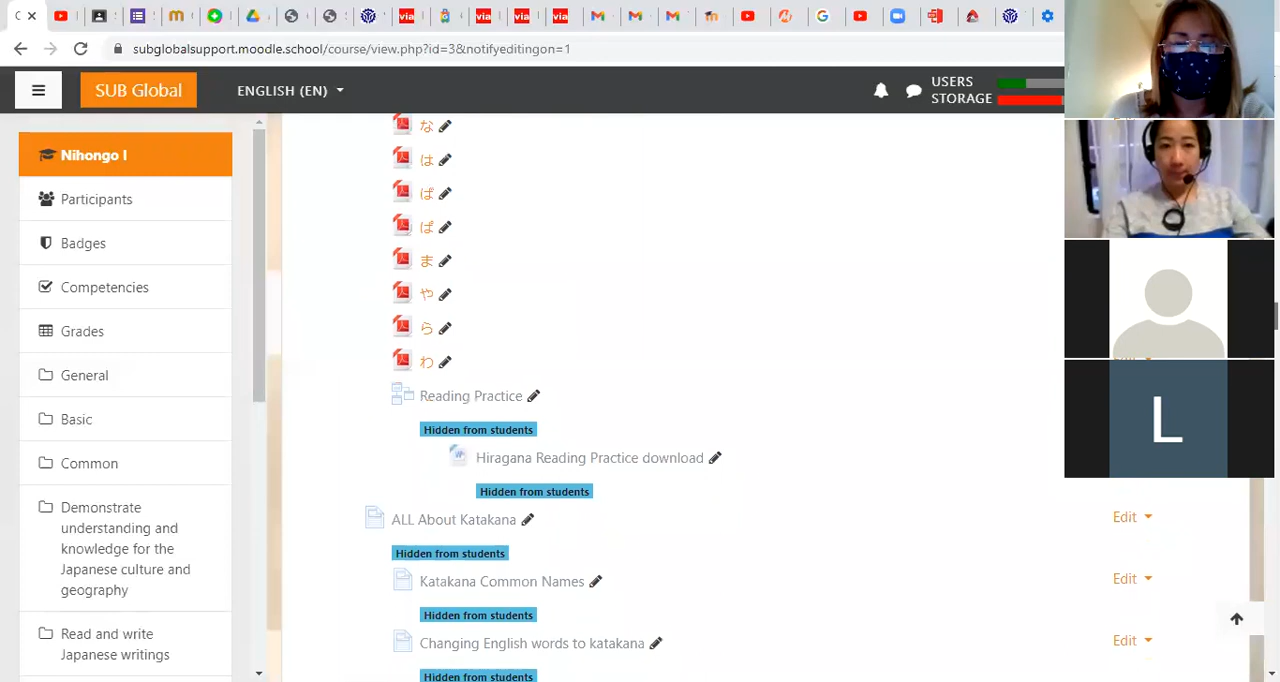 subglobalsupport.moodle.school/course/view.php?id=3&notifyeditingon=1
SUB Global
ENGLISH (EN)
USERS
STORAGE
Nihongo I
Participants
Badges
Competencies
Grades
General
Basic
Common
Demonstrate
understanding and
knowledge for the
Japanese culture and
geography
Read and write
Japanese writings
な
は
ま
や
ら
わ
Reading Practice
Hidden from students
Hiragana Reading Practice download
Hidden from students
ALL About Katakana
Edit
Hidden from students
Katakana Common Names
Edit
Hidden from students
Changing English words to katakana
Edit
Hidden from students
L